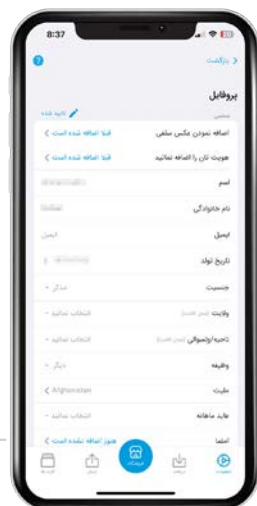 8:37
بازگشت
پروفایل
شخصی
تایید شده
اضافه نمودن عکس سلفی قبلا اضافه شده است
هویت تان را اضافه نمائید قبلا اضافه شده است
اسم
نام خانوادگی
ایمیل ایمیل
تاریخ تولد
جنسیت مذکر
ولایت انتخاب نمائید
ناحیه/ولسوالی انتخاب نمائید
وظیفه دیگر
ملیت Afghanistan
عاید ماهانه انتخاب نمائید
امضا هنوز اضافه نشده است